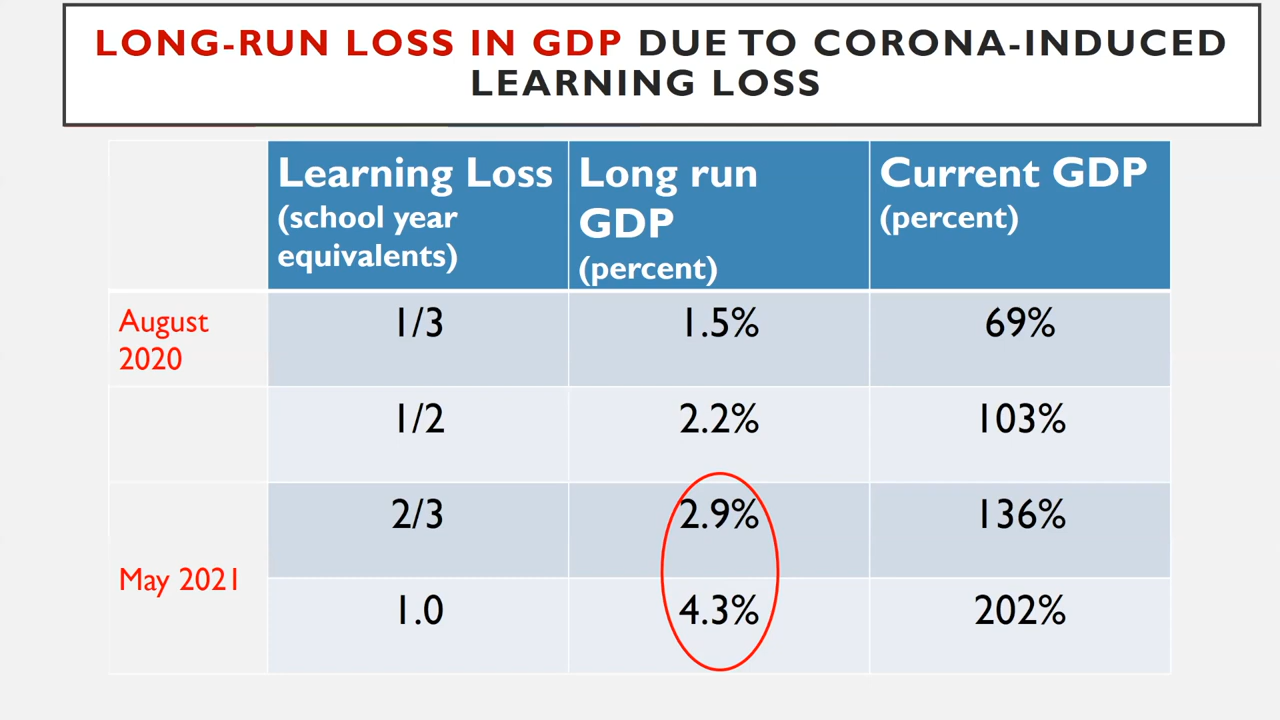 LONG-RUN LOSS IN GDP DUE TO CORONA-INDUCED
LEARNING LOSS
Learning Loss
(school year
equivalents)
Long run
GDP
(percent)
Current GDP
(percent)
August
2020
1/3
1.5%
69%
1/2
2.2%
103%
2/3
2.9%
136%
May 2021
1.0
4.3%
202%